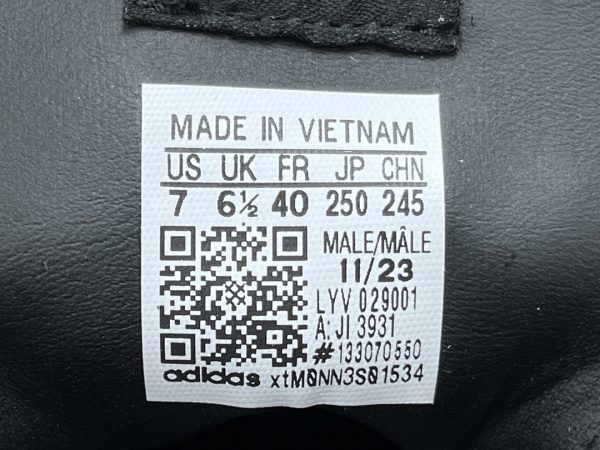 MADE IN VIETNAM
US UK FR JP CHN
7 6½ 40 250 245
MALE/MÂLE
11/23
LYV 029001
A: JI 3931
#133070550
adidas xtM0NN3S01534